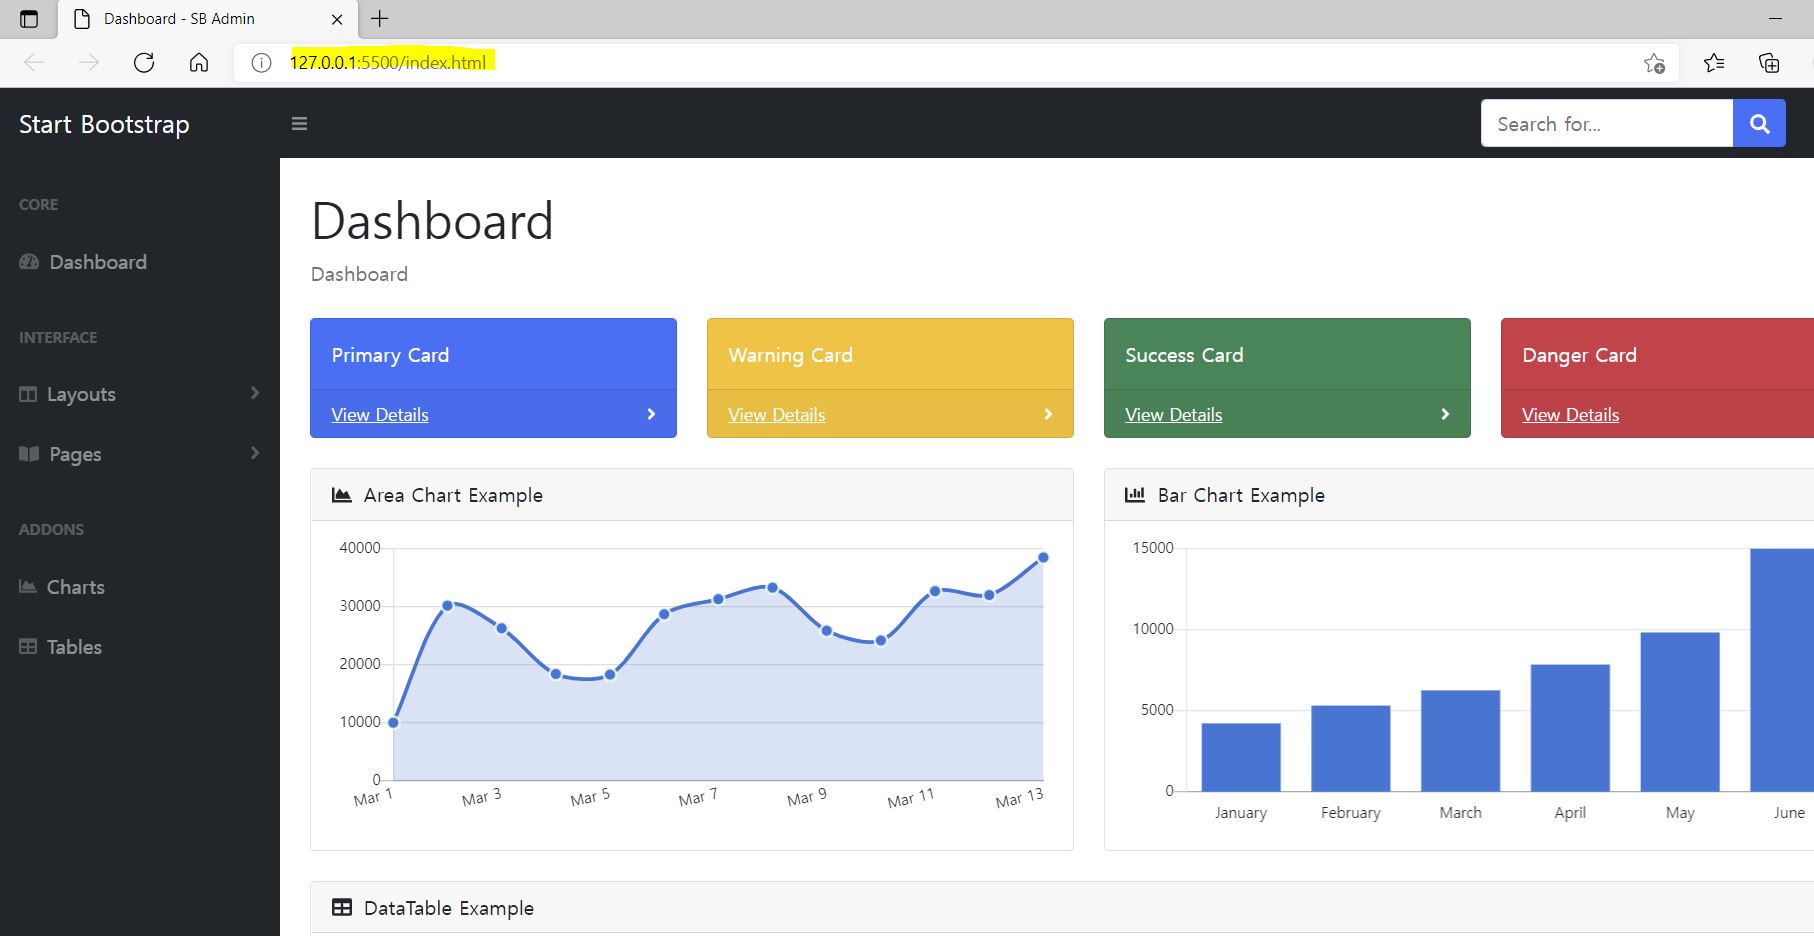 Dashboard - SB Admin
127.0.0.1:5500/index.html
Start Bootstrap
Search for...
CORE
Dashboard
INTERFACE
Layouts
Pages
ADDONS
Charts
Tables
Dashboard
Dashboard
Primary Card
View Details
Warning Card
View Details
Success Card
View Details
Danger Card
View Details
Area Chart Example
40000
30000
20000
10000
0
Mar 1 Mar 3 Mar 5 Mar 7 Mar 9 Mar 11 Mar 13
Bar Chart Example
15000
10000
5000
0
January February March April May June
DataTable Example